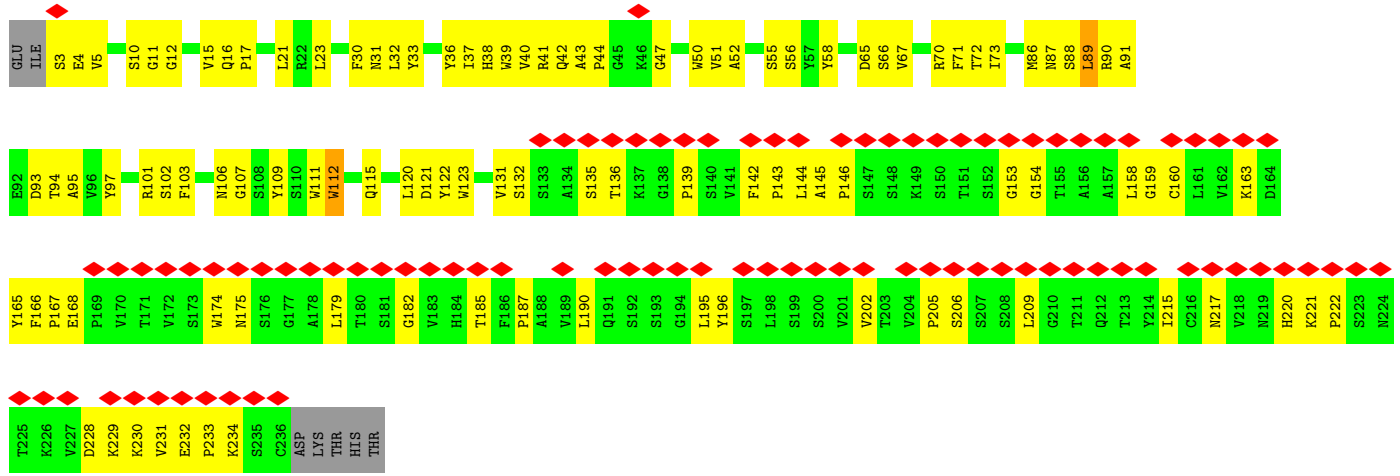 GLU ILE S3 E4 V5 S10 G11 G12 V15 Q16 P17 L21 R22 L23 F30 N31 L32 Y33 Y36 I37 H38 W39 V40 R41 Q42 A43 P44 G45 K46 G47 W50 V51 A52 S55 S56 Y57 Y58 D65 S66 V67 R70 F71 T72 I73 M86 N87 S88 L89 R90 A91
E92 D93 T94 A95 V96 Y97 R101 S102 F103 N106 G107 S108 Y109 S110 W111 W112 Q115 L120 D121 Y122 W123 V131 S132 S133 A134 S135 T136 K137 G138 P139 S140 V141 F142 P143 L144 A145 P146 S147 S148 K149 S150 T151 S152 G153 G154 T155 A156 A157 L158 G159 C160 L161 V162 K163 D164
Y165 F166 P167 E168 P169 V170 T171 V172 S173 W174 N175 S176 G177 A178 L179 T180 S181 G182 V183 H184 T185 F186 P187 A188 V189 L190 Q191 S192 S193 G194 L195 Y196 S197 L198 S199 S200 V201 V202 T203 V204 P205 S206 S207 S208 L209 G210 T211 Q212 T213 Y214 I215 C216 N217 V218 N219 H220 K221 P222 S223 N224
T225 K226 V227 D228 K229 K230 V231 E232 P233 K234 S235 C236 ASP LYS THR HIS THR